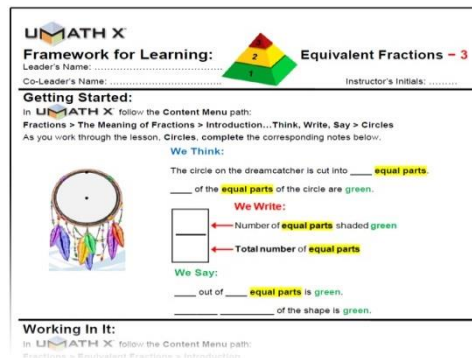 UMATH X
Framework for Learning:
3
2
1
Equivalent Fractions - 3
Leader's Name: ..............................
Co-Leader's Name: ..............................
Instructor's Initials: .........
Getting Started:
In UMATH X follow the Content Menu path:
Fractions > The Meaning of Fractions > Introduction...Think, Write, Say > Circles
As you work through the lesson, Circles, complete the corresponding notes below.
We Think:
The circle on the dreamcatcher is cut into ____ equal parts.
____ of the equal parts of the circle are green.
We Write:
Number of equal parts shaded green
Total number of equal parts
We Say:
____ out of ____ equal parts is green.
________ __________ of the shape is green.
Working In It:
In UMATH X follow the Content Menu path:
Fractions > Equivalent Fractions > Introduction: